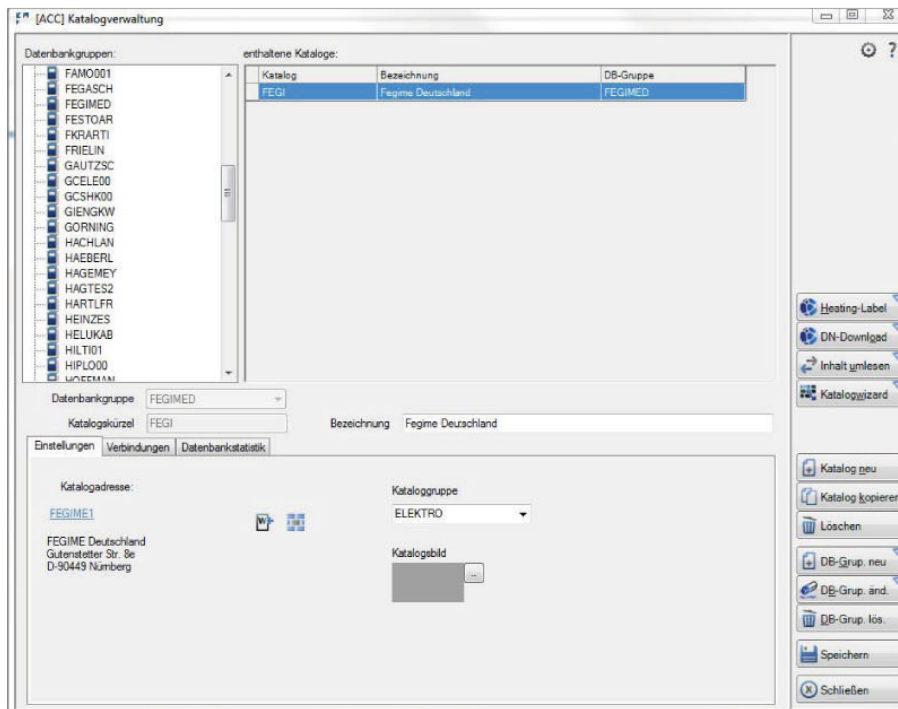 [ACC] Katalogverwaltung
?
Datenbankgruppen:
enthaltene Kataloge:
FAMO001
FEGASCH
FEGIMED
FESTOAR
FKRARTI
FRIELIN
GAUTZSC
GCELE00
GCSHK00
GIENGKW
GORNING
HACHLAN
HAEBERL
HAGEMEY
HAGTES2
HARTLFR
HEINZES
HELUKAB
HILTI01
HIPLO00
HOFFMAN
Katalog Bezeichnung DB-Gruppe
FEGI Fegime Deutschland FEGIMED
Datenbankgruppe FEGIMED
Katalogskürzel FEGI Bezeichnung Fegime Deutschland
Einstellungen Verbindungen Datenbankstatistik
Katalogadresse:
FEGIME1
FEGIME Deutschland
Gutenstetter Str. 8e
D-90449 Nürnberg
Kataloggruppe
ELEKTRO
Katalogsbild
...
Heating-Label
DN-Download
Inhalt umlesen
Katalogwizard
Katalog neu
Katalog kopieren
Löschen
DB-Grup. neu
DB-Grup. änd.
DB-Grup. lös.
Speichern
Schließen